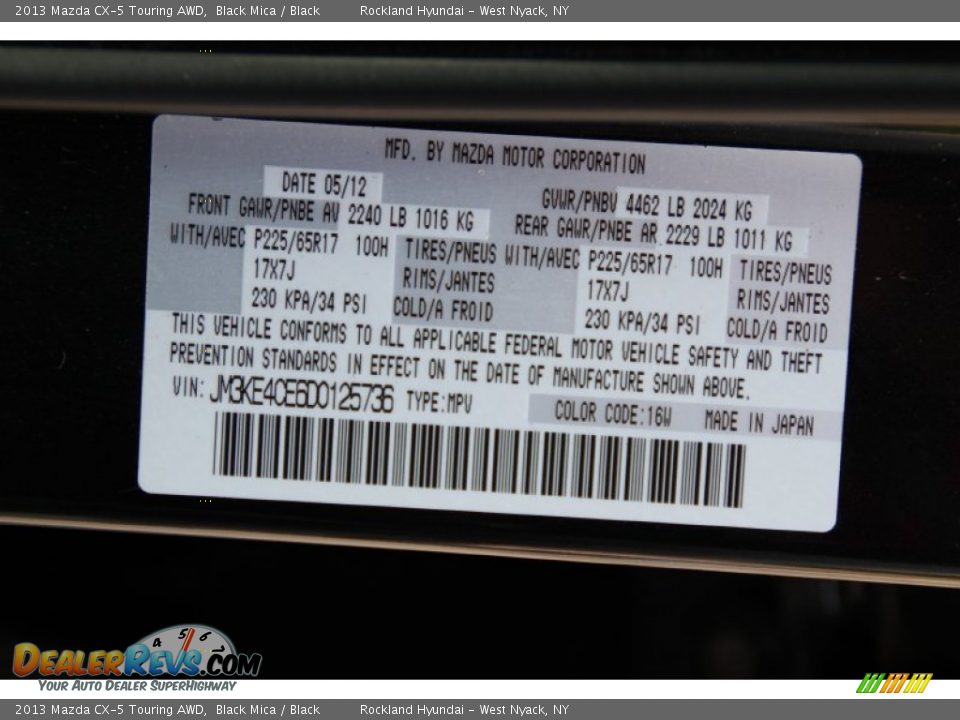 2013 Mazda CX-5 Touring AWD, Black Mica / Black Rockland Hyundai - West Nyack, NY
MFD. BY MAZDA MOTOR CORPORATION
DATE 05/12 GVWR/PNBV 4462 LB 2024 KG
FRONT GAWR/PNBE AV 2240 LB 1016 KG REAR GAWR/PNBE AR 2229 LB 1011 KG
WITH/AVEC P225/65R17 100H TIRES/PNEUS WITH/AVEC P225/65R17 100H TIRES/PNEUS
17X7J RIMS/JANTES 17X7J RIMS/JANTES
230 KPA/34 PSI COLD/A FROID 230 KPA/34 PSI COLD/A FROID
THIS VEHICLE CONFORMS TO ALL APPLICABLE FEDERAL MOTOR VEHICLE SAFETY AND THEFT
PREVENTION STANDARDS IN EFFECT ON THE DATE OF MANUFACTURE SHOWN ABOVE.
VIN: JM3KE4CE6D0125736 TYPE:MPV COLOR CODE:16W MADE IN JAPAN
4 5 6
DEALERREVS.COM
YOUR AUTO DEALER SUPERHIGHWAY
2013 Mazda CX-5 Touring AWD, Black Mica / Black Rockland Hyundai - West Nyack, NY